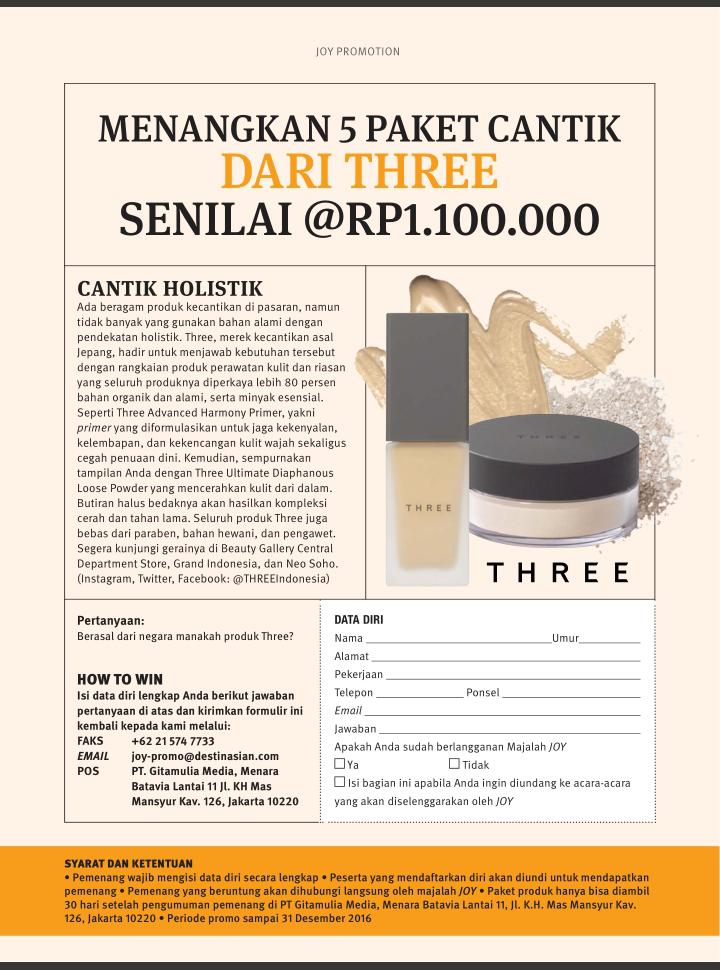 JOY PROMOTION
MENANGKAN 5 PAKET CANTIK
DARI THREE
SENILAI @RP1.100.000
CANTIK HOLISTIK
Ada beragam produk kecantikan di pasaran, namun
tidak banyak yang gunakan bahan alami dengan
pendekatan holistik. Three, merek kecantikan asal
Jepang, hadir untuk menjawab kebutuhan tersebut
dengan rangkaian produk perawatan kulit dan riasan
yang seluruh produknya diperkaya lebih 80 persen
bahan organik dan alami, serta minyak esensial.
Seperti Three Advanced Harmony Primer, yakni
primer yang diformulasikan untuk jaga kekenyalan,
kelembapan, dan kekencangan kulit wajah sekaligus
cegah penuaan dini. Kemudian, sempurnakan
tampilan Anda dengan Three Ultimate Diaphanous
Loose Powder yang mencerahkan kulit dari dalam.
Butiran halus bedaknya akan hasilkan kompleksi
cerah dan tahan lama. Seluruh produk Three juga
bebas dari paraben, bahan hewani, dan pengawet.
Segera kunjungi gerainya di Beauty Gallery Central
Department Store, Grand Indonesia, dan Neo Soho.
(Instagram, Twitter, Facebook: @THREEIndonesia)
THREE
THREE
THREE
Pertanyaan:
Berasal dari negara manakah produk Three?
HOW TO WIN
Isi data diri lengkap Anda berikut jawaban
pertanyaan di atas dan kirimkan formulir ini
kembali kepada kami melalui:
FAKS +62 21 574 7733
EMAIL joy-promo@destinasian.com
POS PT. Gitamulia Media, Menara
Batavia Lantai 11 Jl. KH Mas
Mansyur Kav. 126, Jakarta 10220
DATA DIRI
Nama Umur
Alamat
Pekerjaan
Telepon Ponsel
Email
Jawaban
Apakah Anda sudah berlangganan Majalah JOY
Ya Tidak
Isi bagian ini apabila Anda ingin diundang ke acara-acara
yang akan diselenggarakan oleh JOY
SYARAT DAN KETENTUAN
• Pemenang wajib mengisi data diri secara lengkap • Peserta yang mendaftarkan diri akan diundi untuk mendapatkan
pemenang • Pemenang yang beruntung akan dihubungi langsung oleh majalah JOY • Paket produk hanya bisa diambil
30 hari setelah pengumuman pemenang di PT Gitamulia Media, Menara Batavia Lantai 11, Jl. K.H. Mas Mansyur Kav.
126, Jakarta 10220 • Periode promo sampai 31 Desember 2016